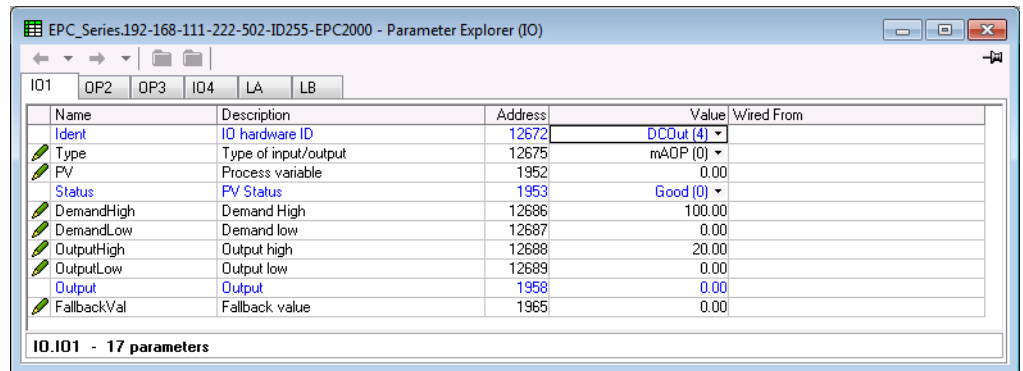 EPC_Series.192-168-111-222-502-ID255-EPC2000 - Parameter Explorer (IO)
IO1 OP2 OP3 IO4 LA LB
Name Description Address Value Wired From
Ident IO hardware ID 12672 DCOut (4)
Type Type of input/output 12675 mAOP (0)
PV Process variable 1952 0.00
Status PV Status 1953 Good (0)
DemandHigh Demand High 12686 100.00
DemandLow Demand low 12687 0.00
OutputHigh Output high 12688 20.00
OutputLow Output low 12689 0.00
Output Output 1958 0.00
FallbackVal Fallback value 1965 0.00
IO.IO1 - 17 parameters